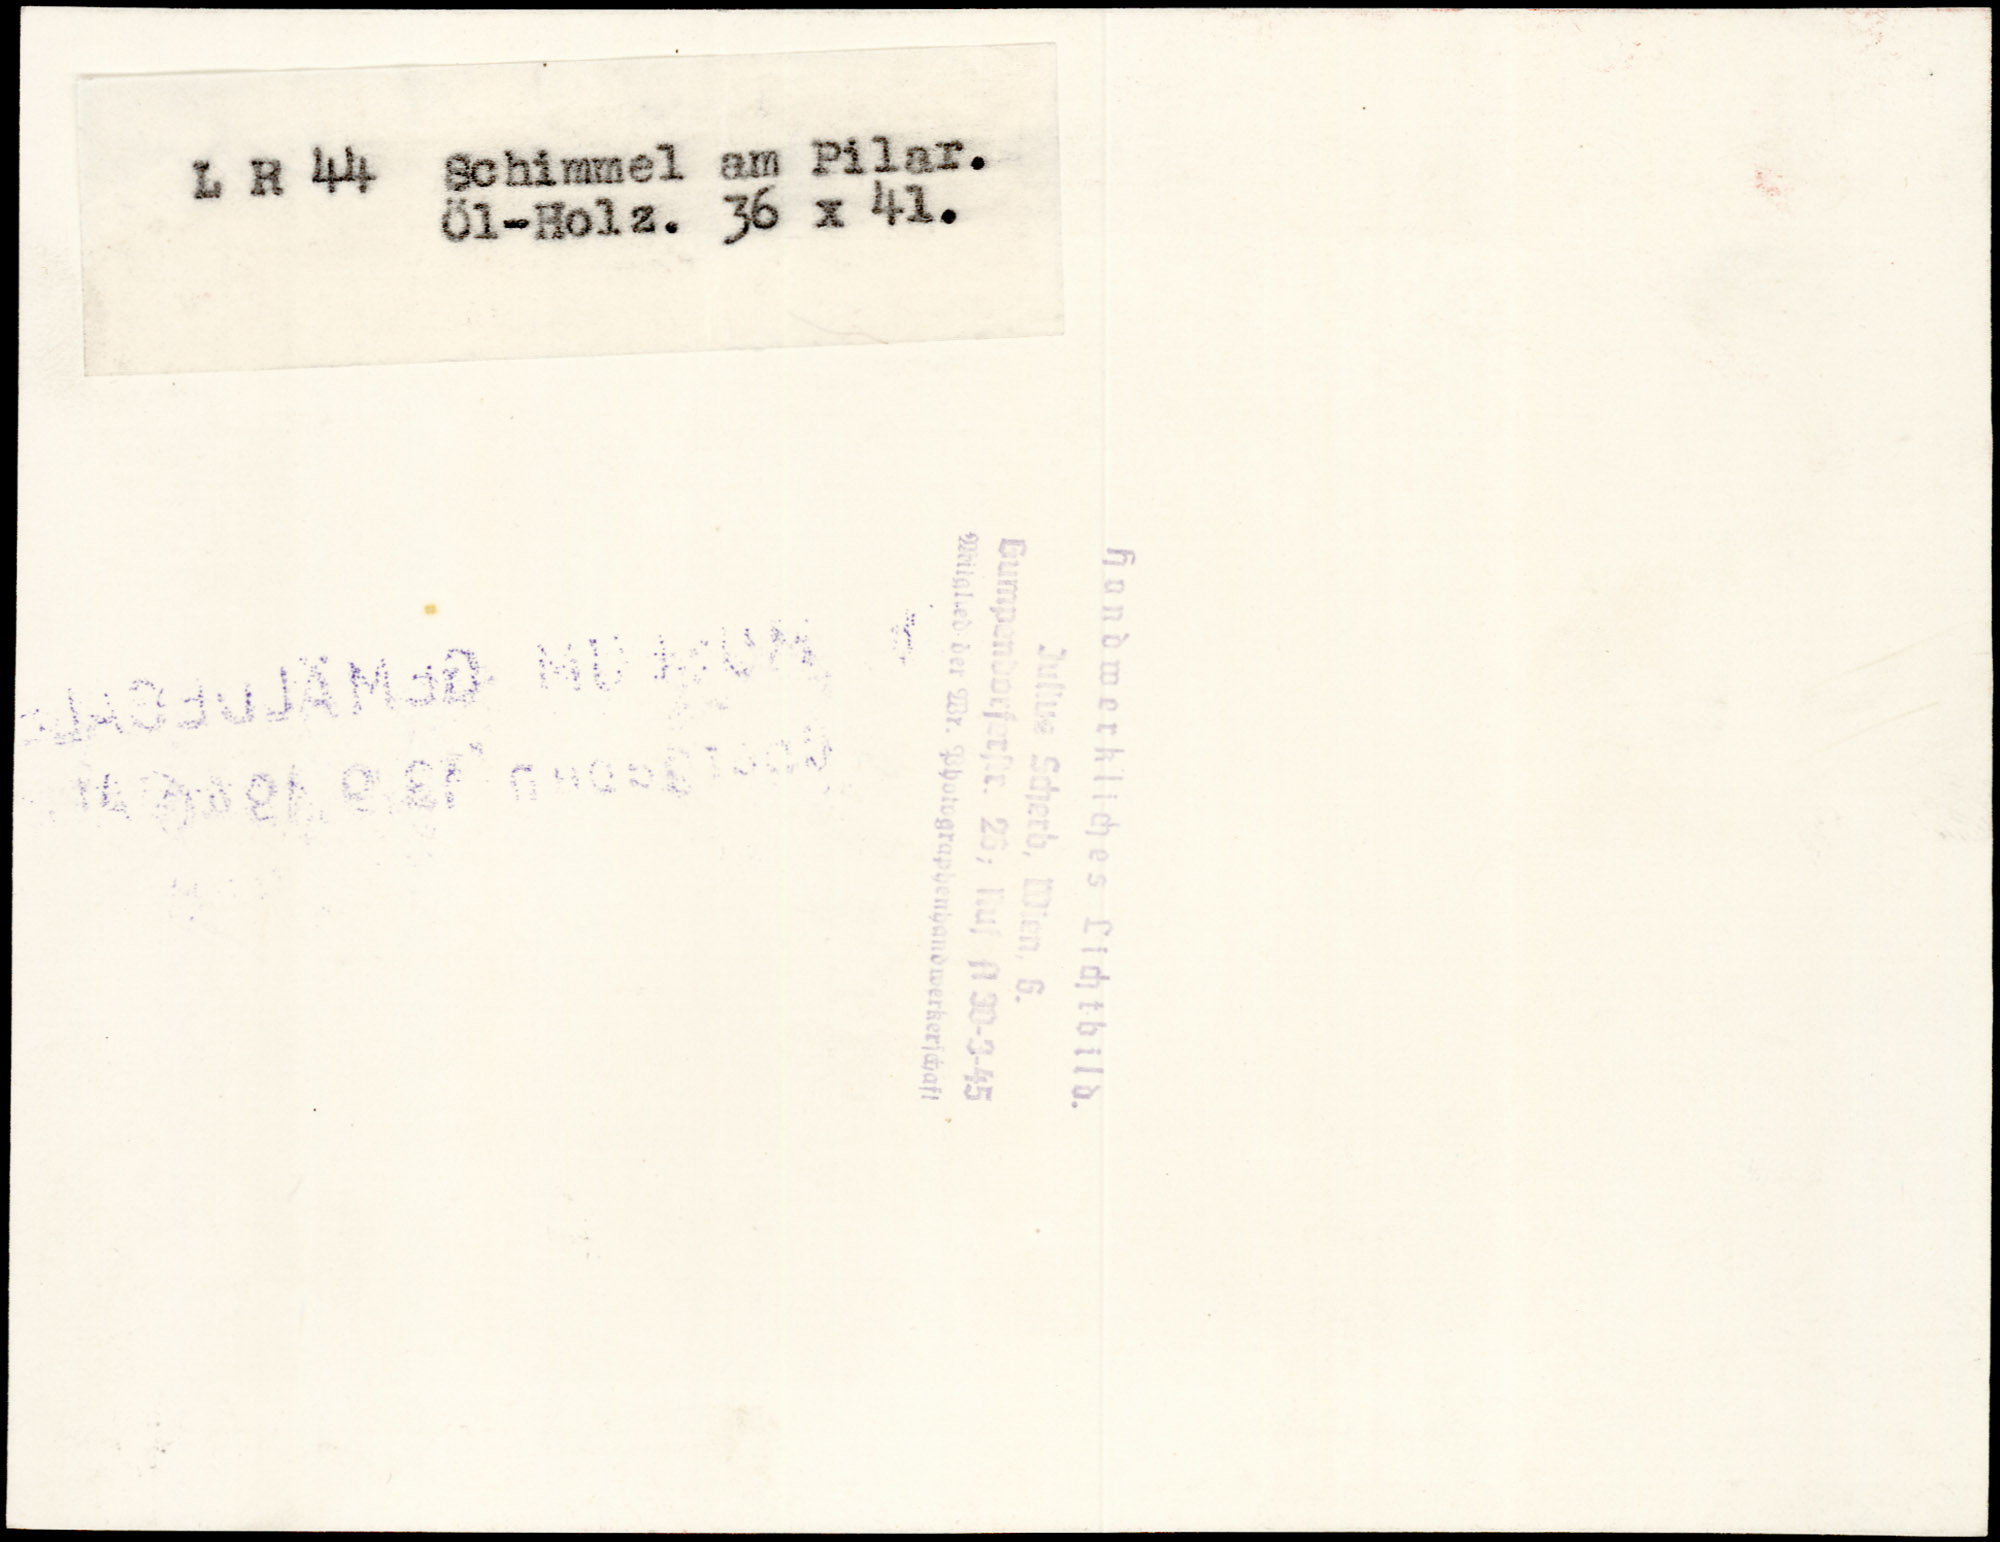 L R 44 Schimmel am Pilar.
Öl-Holz. 36 x 41.
Handwerkliches Lichtbild.
Julius Scherb, Wien, 6.
Gumpendorferstr. 26, Ruf A 30-3-45
Mitglied der Wr. Photographenhandwerkerschaft